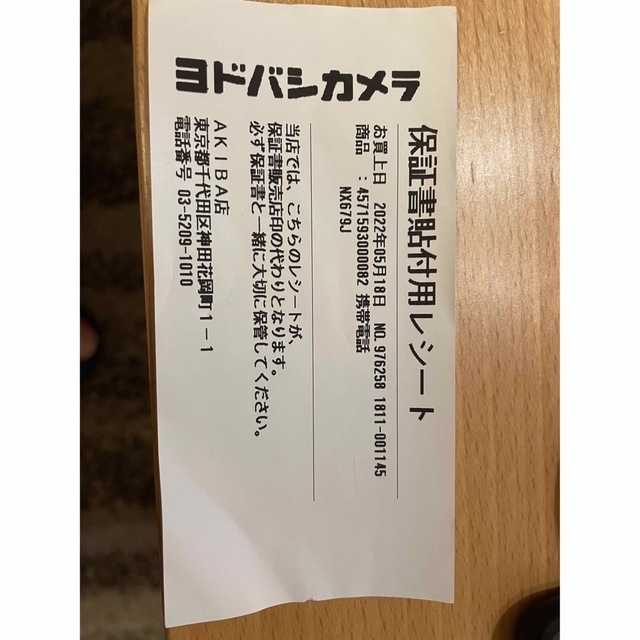 ヨドバシカメラ
保証書貼付用レシート
お買上日 2022年05月18日 NO.976258 1811-001145
商品 :4571593000082 携帯電話
NX679J
当店では、こちらのレシートが、
保証書販売店印の代わりとなります。
必ず保証書と一緒に大切に保管してください。
AKIBA店
東京都千代田区神田花岡町1-1
電話番号 03-5209-1010